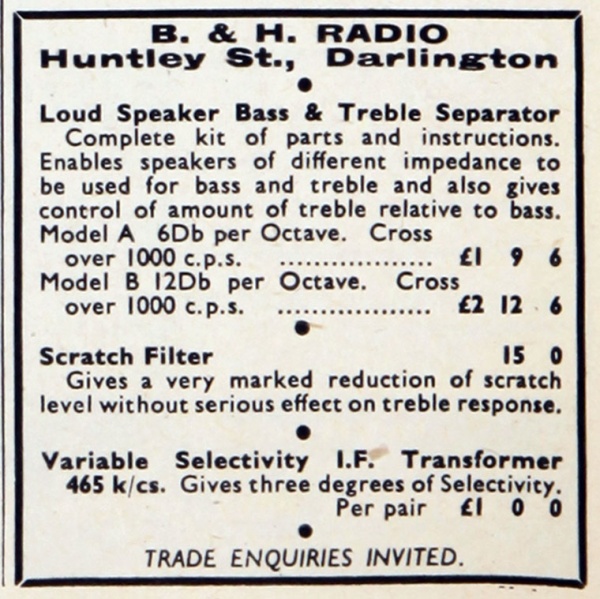 B. & H. RADIO
Huntley St., Darlington
Loud Speaker Bass & Treble Separator
Complete kit of parts and instructions.
Enables speakers of different impedance to
be used for bass and treble and also gives
control of amount of treble relative to bass.
Model A 6Db per Octave. Cross
over 1000 c.p.s. .................. £1 9 6
Model B 12Db per Octave. Cross
over 1000 c.p.s. .................. £2 12 6
Scratch Filter 15 0
Gives a very marked reduction of scratch
level without serious effect on treble response.
Variable Selectivity I.F. Transformer
465 k/cs. Gives three degrees of Selectivity.
Per pair £1 0 0
TRADE ENQUIRIES INVITED.